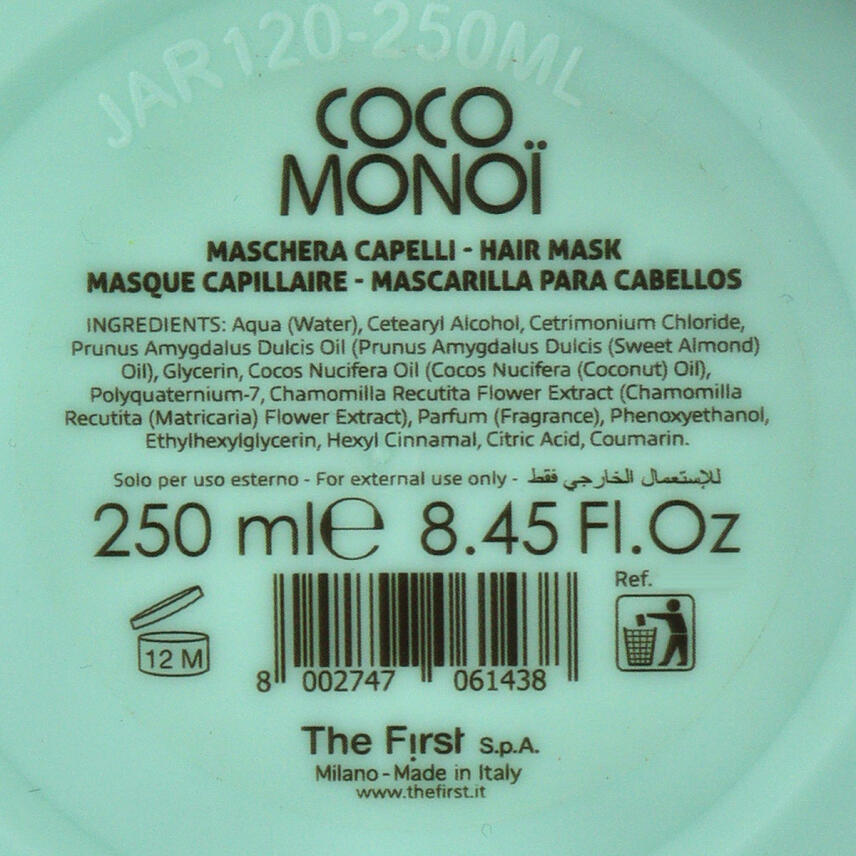 JAR120-250ML
COCO
MONOÏ
MASCHERA CAPELLI - HAIR MASK
MASQUE CAPILLAIRE - MASCARILLA PARA CABELLOS
INGREDIENTS: Aqua (Water), Cetearyl Alcohol, Cetrimonium Chloride,
Prunus Amygdalus Dulcis Oil (Prunus Amygdalus Dulcis (Sweet Almond)
Oil), Glycerin, Cocos Nucifera Oil (Cocos Nucifera (Coconut) Oil),
Polyquaternium-7, Chamomilla Recutita Flower Extract (Chamomilla
Recutita (Matricaria) Flower Extract), Parfum (Fragrance), Phenoxyethanol,
Ethylhexylglycerin, Hexyl Cinnamal, Citric Acid, Coumarin.
Solo per uso esterno - For external use only - للإستعمال الخارجي فقط
250 ml℮ 8.45 Fl.Oz
Ref.
12 M
8 002747 061438
The First S.p.A.
Milano - Made in Italy
www.thefirst.it